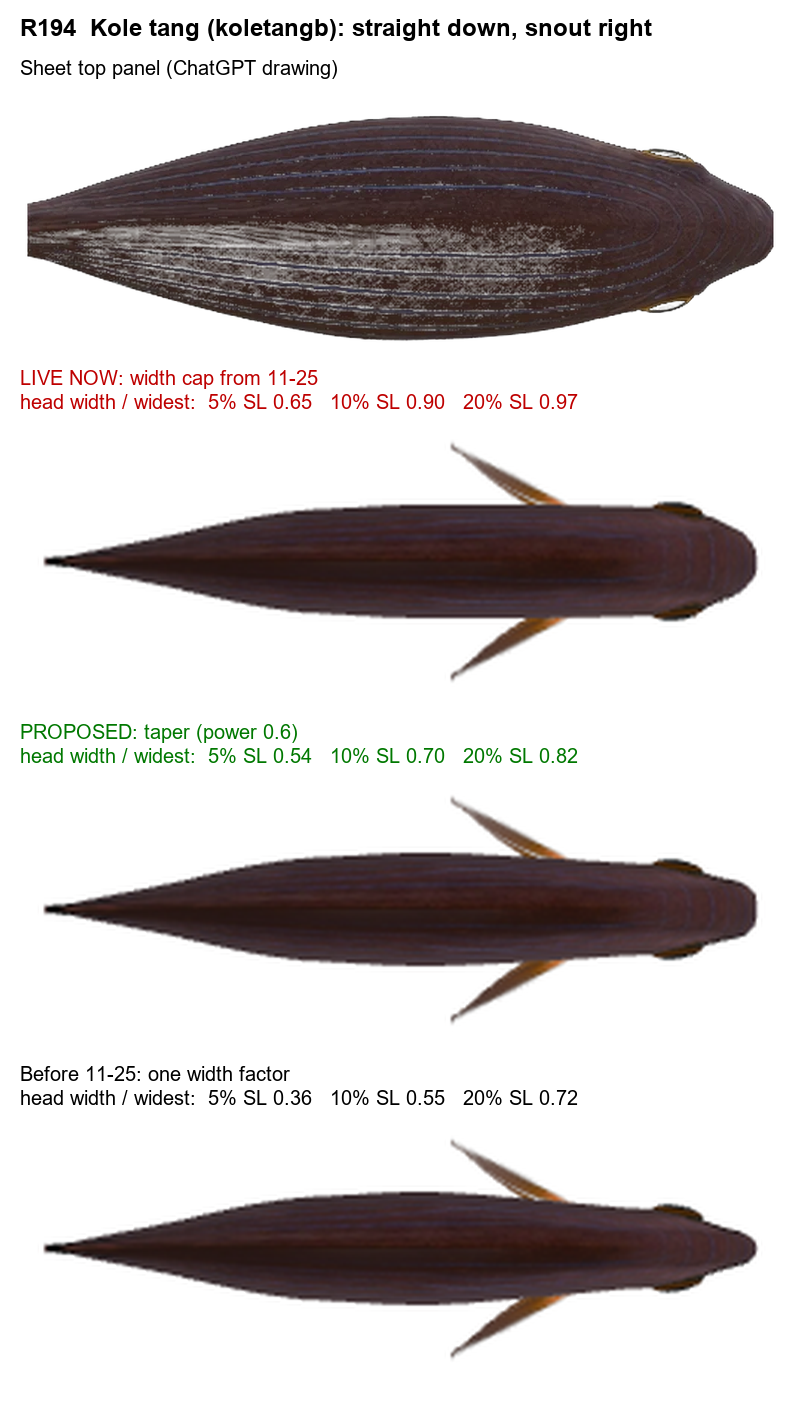 R194  Kole tang (koletangb): straight down, snout right
Sheet top panel (ChatGPT drawing)
LIVE NOW: width cap from 11-25
head width / widest:  5% SL 0.65   10% SL 0.90   20% SL 0.97
PROPOSED: taper (power 0.6)
head width / widest:  5% SL 0.54   10% SL 0.70   20% SL 0.82
Before 11-25: one width factor
head width / widest:  5% SL 0.36   10% SL 0.55   20% SL 0.72